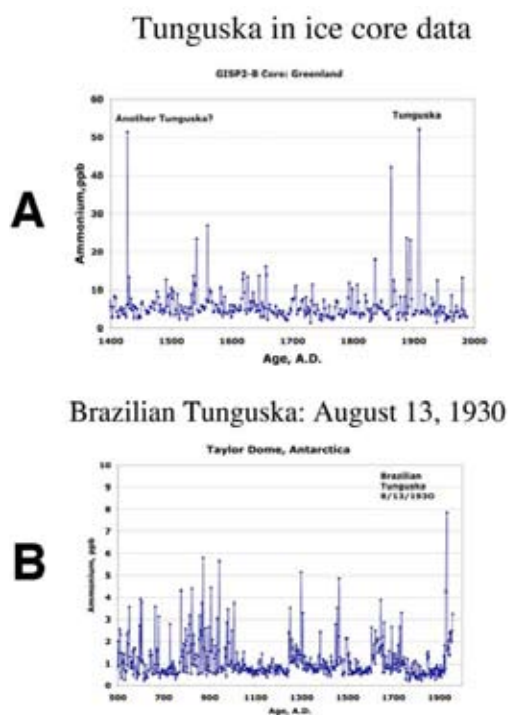 Tunguska in ice core data
GISP2-B Core: Greenland
A
Ammonium,ppb
60
50
40
30
20
10
0
Another Tunguska?
Tunguska
1400 1500 1600 1700 1800 1900 2000
Age, A.D.
Brazilian Tunguska: August 13, 1930
Taylor Dome, Antarctica
B
Ammonium, ppb
10
9
8
7
6
5
4
3
2
1
0
Brazilian
Tunguska
8/13/1930
500 700 900 1100 1300 1500 1700 1900
Age, A.D.